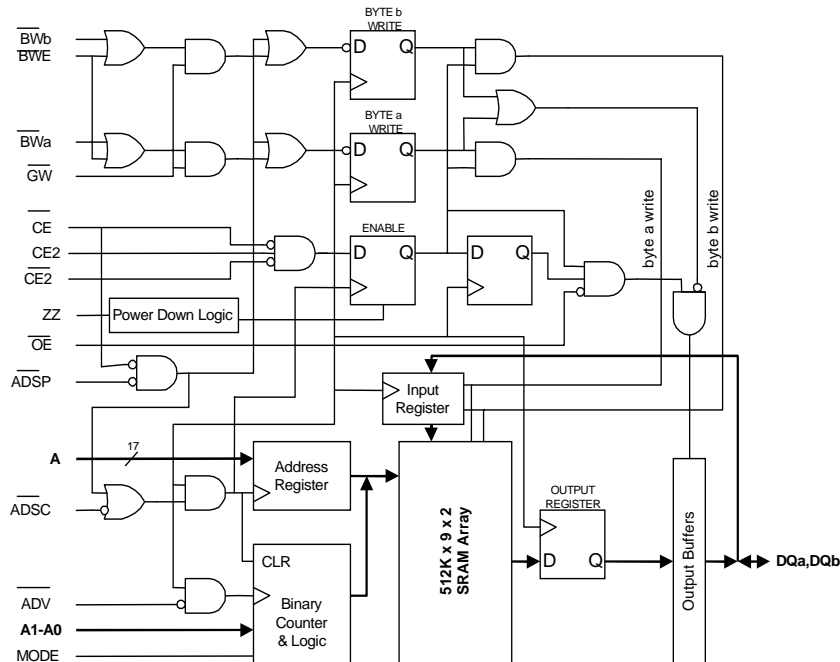 BYTE b
WRITE
BWb
BWE
D
Q
BYTE a
WRITE
BWa
D
Q
GW
CE
ENABLE
CE2
D
Q
D
Q
CE2
byte a write
byte b write
ZZ
Power Down Logic
OE
ADSP
Input
Register
A
17
Address
Register
ADSC
OUTPUT
REGISTER
512K x 9 x 2
SRAM Array
D
Q
Output Buffers
DQa,DQb
CLR
ADV
Binary
Counter
& Logic
A1-A0
MODE